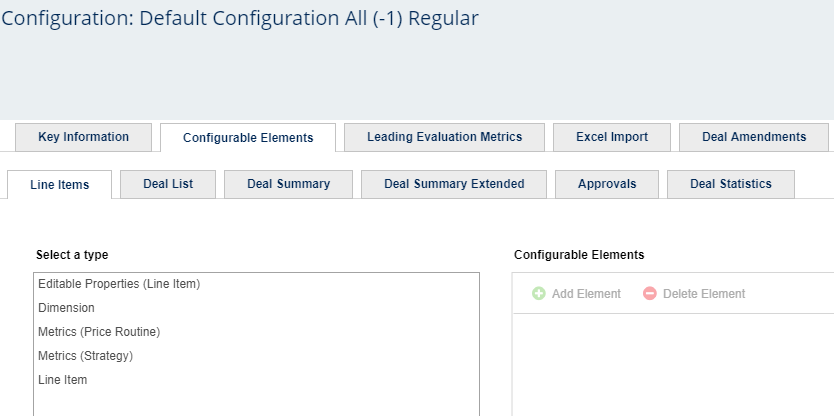 Configuration: Default Configuration All (-1) Regular
Key Information Configurable Elements Leading Evaluation Metrics Excel Import Deal Amendments
Line Items Deal List Deal Summary Deal Summary Extended Approvals Deal Statistics
Select a type Configurable Elements
Editable Properties (Line Item)
Add Element Delete Element
Dimension
Metrics (Price Routine)
Metrics (Strategy)
Line Item